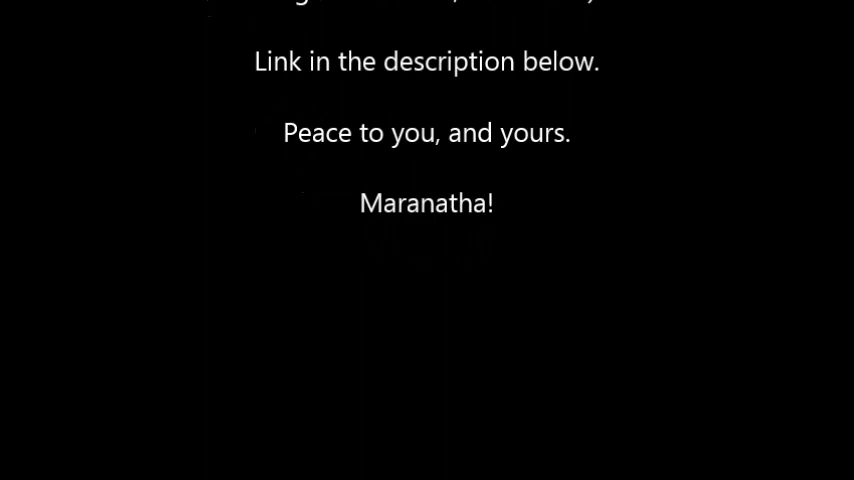 Link in the description below.
Peace to you, and yours.
Maranatha!